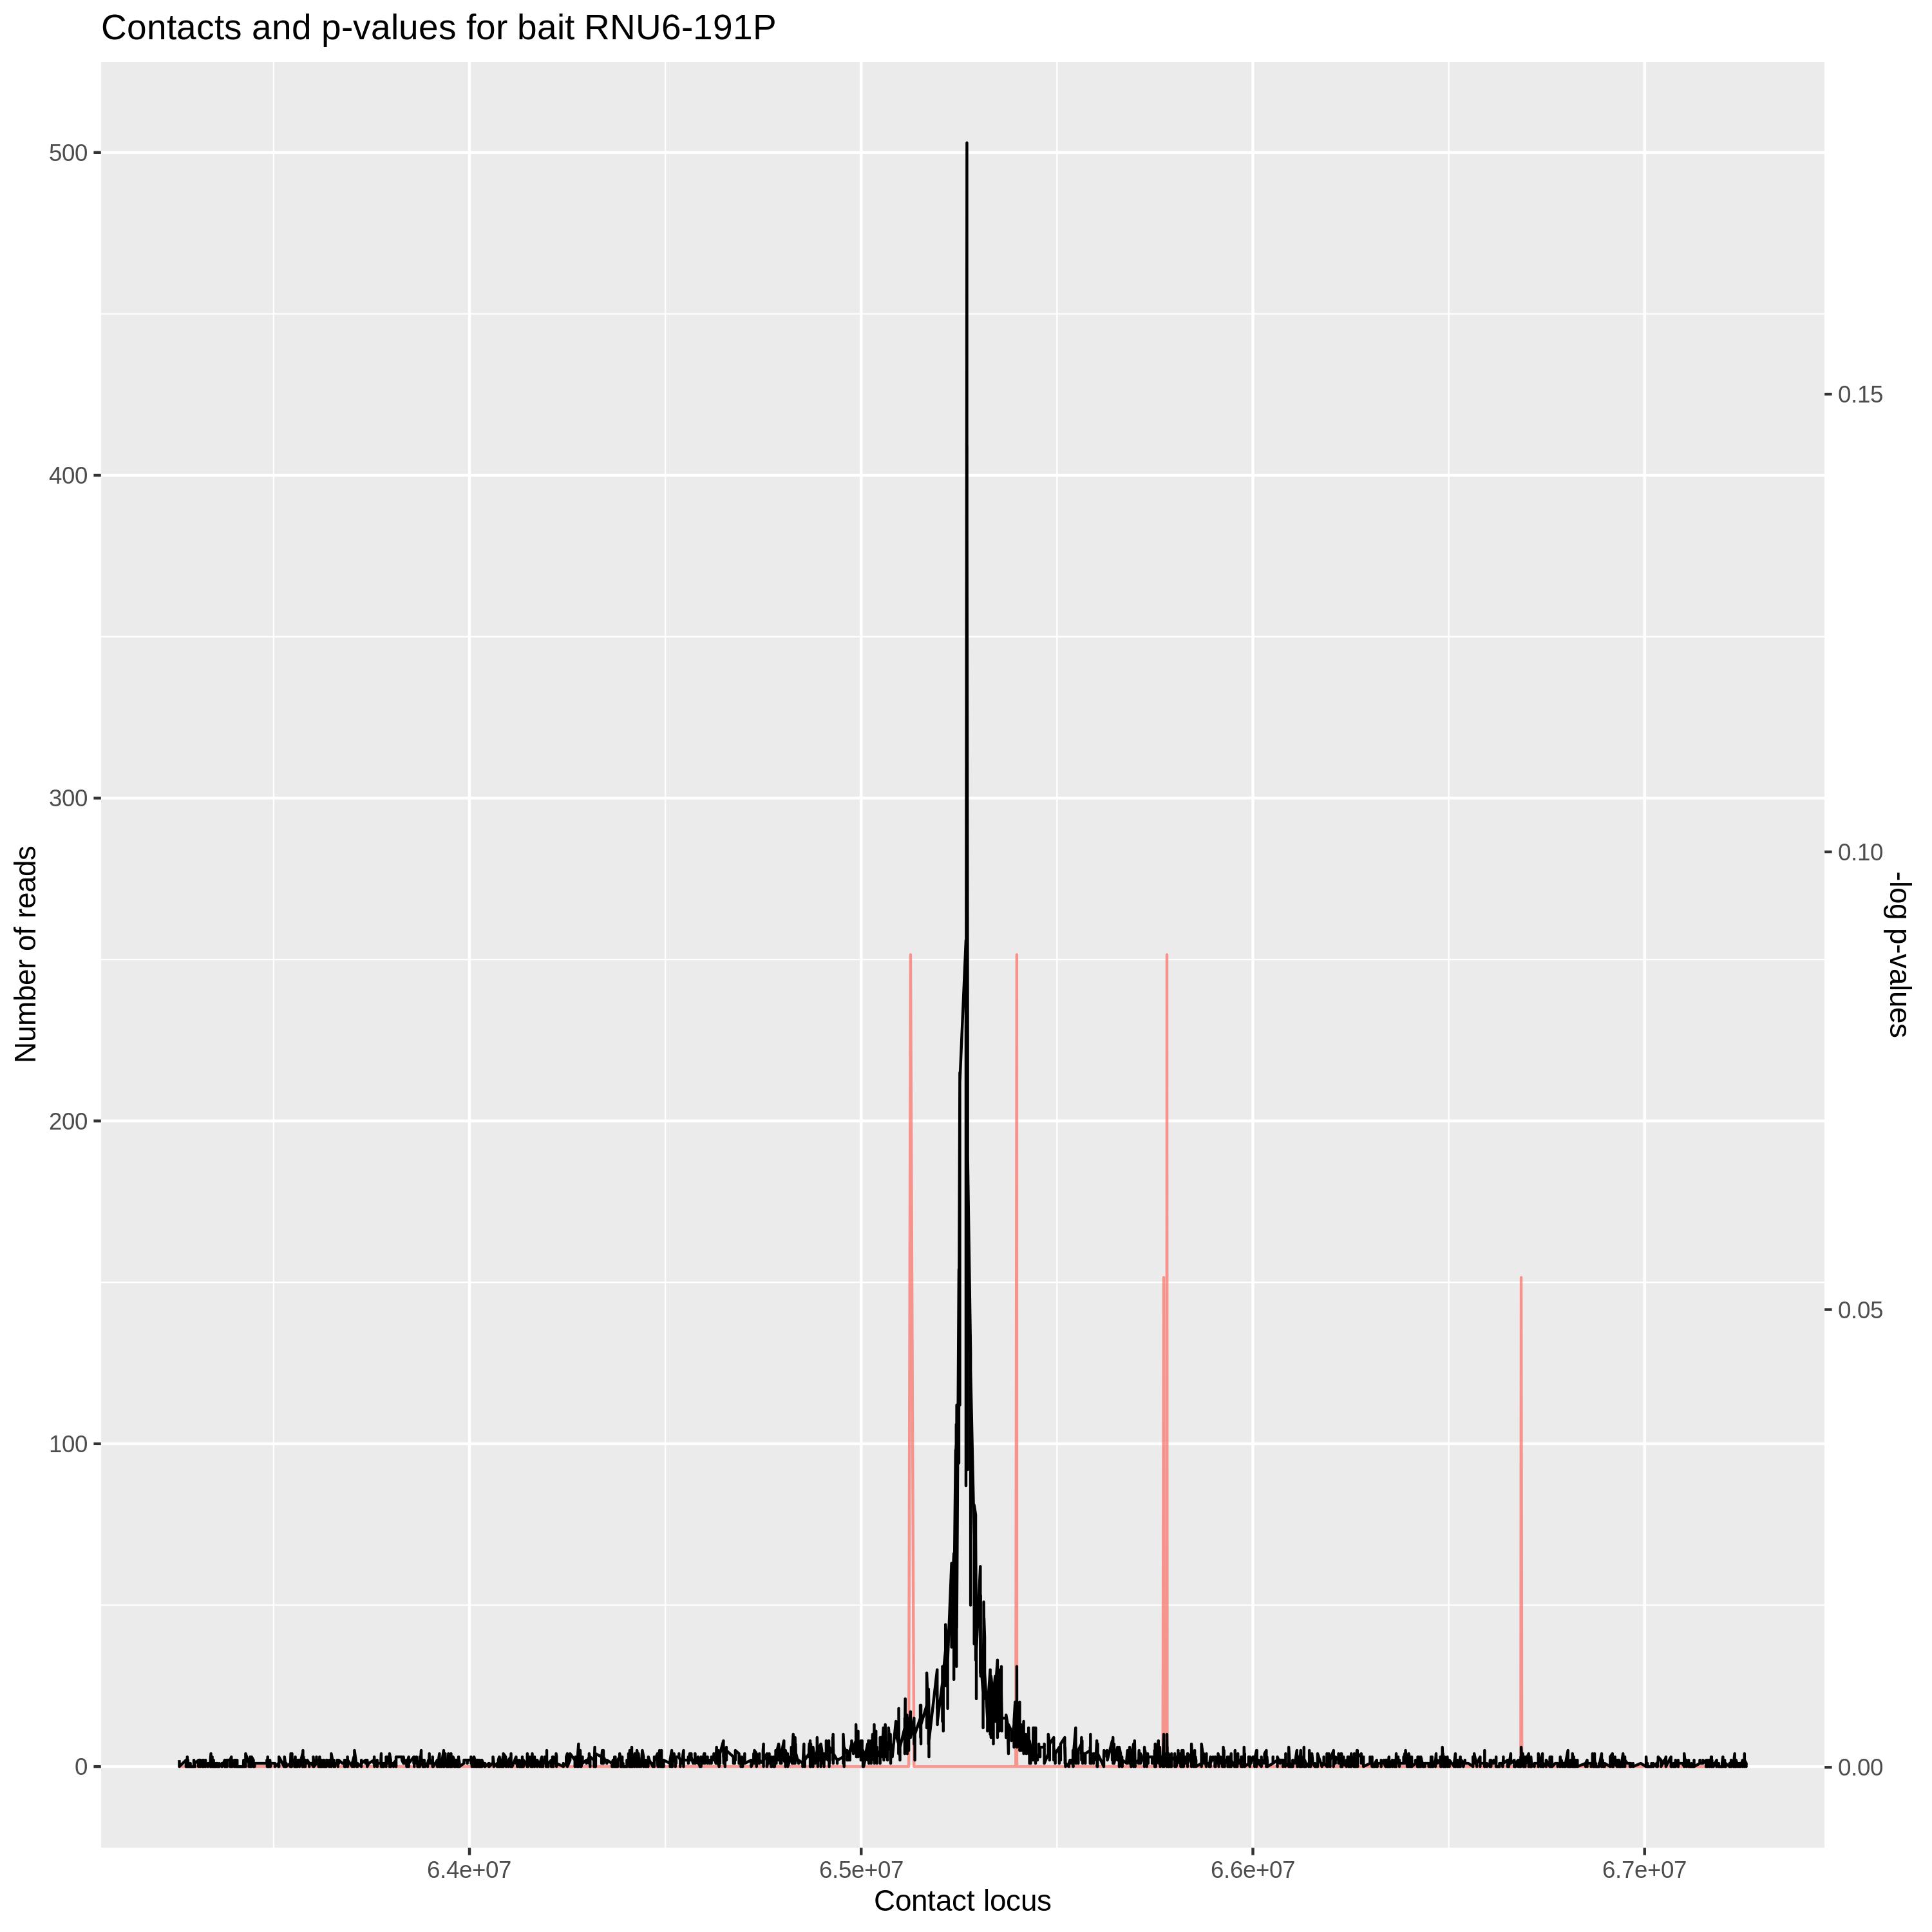 Contacts and p-values for bait RNU6-191P
500
400
300
200
100
0
Number of reads
0.15
0.10
0.05
0.00
-log p-values
6.4e+07
6.5e+07
6.6e+07
6.7e+07
Contact locus